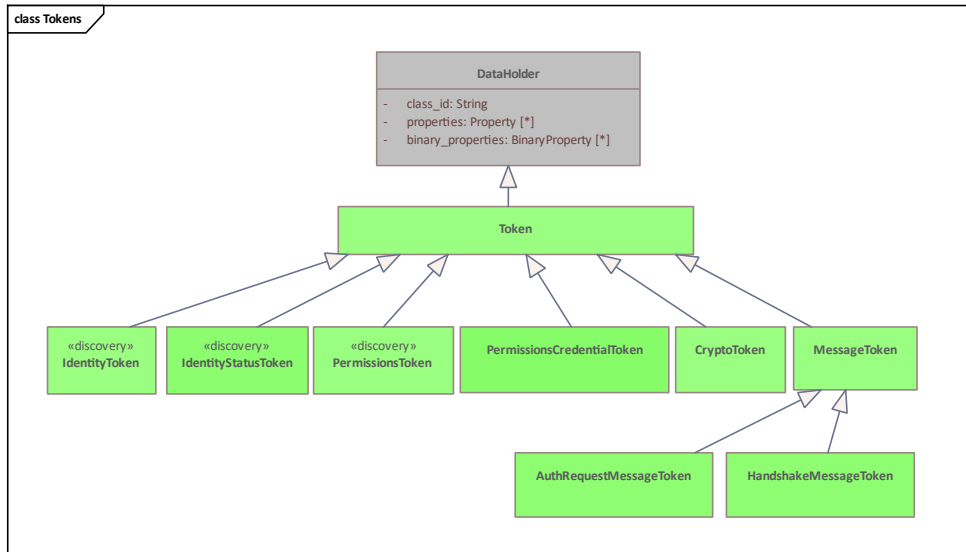 class Tokens
DataHolder
- class_id: String
- properties: Property [*]
- binary_properties: BinaryProperty [*]
Token
«discovery»
IdentityToken
«discovery»
IdentityStatusToken
«discovery»
PermissionsToken
PermissionsCredentialToken
CryptoToken
MessageToken
AuthRequestMessageToken
HandshakeMessageToken